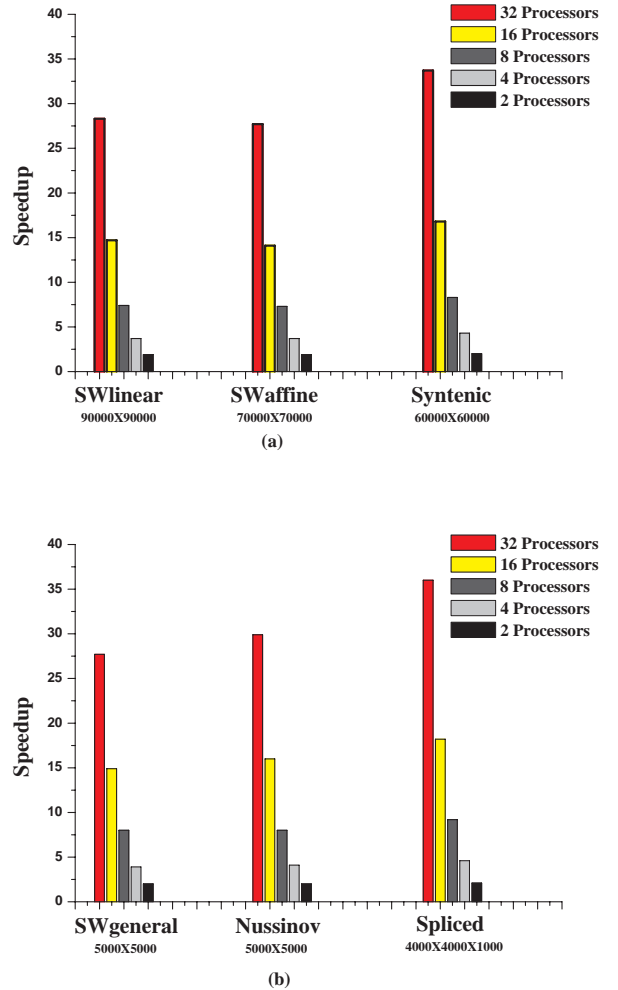 40
35
30
25
20
15
10
5
0
Speedup
32 Processors
16 Processors
8 Processors
4 Processors
2 Processors
SWlinear
90000X90000
SWaffine
70000X70000
Syntenic
60000X60000
(a)
40
35
30
25
20
15
10
5
0
Speedup
32 Processors
16 Processors
8 Processors
4 Processors
2 Processors
SWgeneral
5000X5000
Nussinov
5000X5000
Spliced
4000X4000X1000
(b)